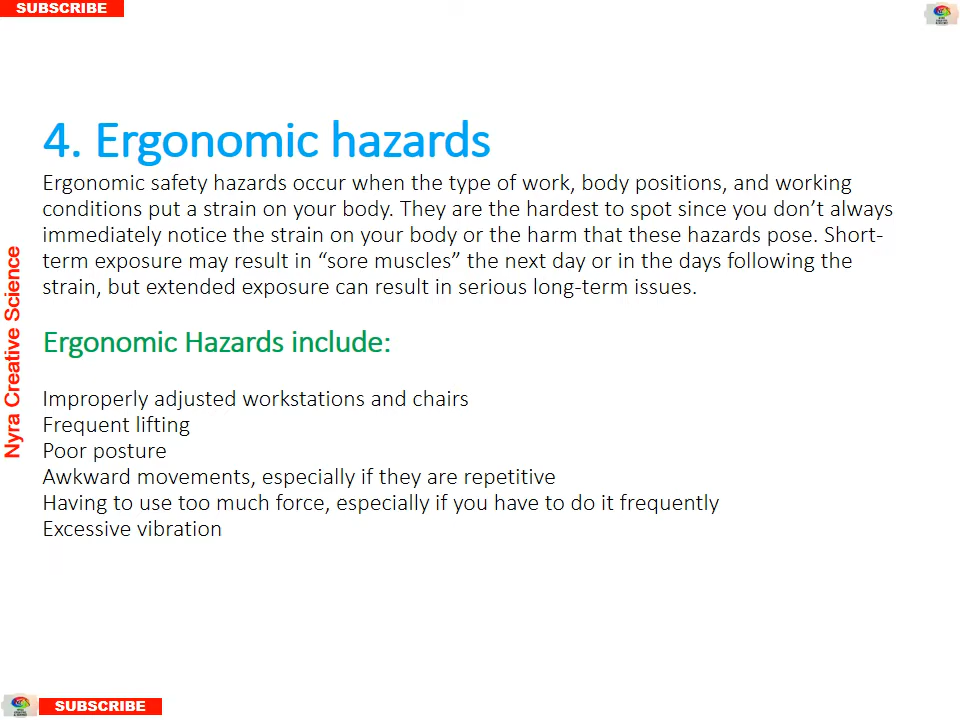 SUBSCRIBE
4. Ergonomic hazards
Ergonomic safety hazards occur when the type of work, body positions, and working
conditions put a strain on your body. They are the hardest to spot since you don’t always
immediately notice the strain on your body or the harm that these hazards pose. Short-
term exposure may result in “sore muscles” the next day or in the days following the
strain, but extended exposure can result in serious long-term issues.
Ergonomic Hazards include:
Improperly adjusted workstations and chairs
Frequent lifting
Poor posture
Awkward movements, especially if they are repetitive
Having to use too much force, especially if you have to do it frequently
Excessive vibration
Nyra Creative Science
SUBSCRIBE